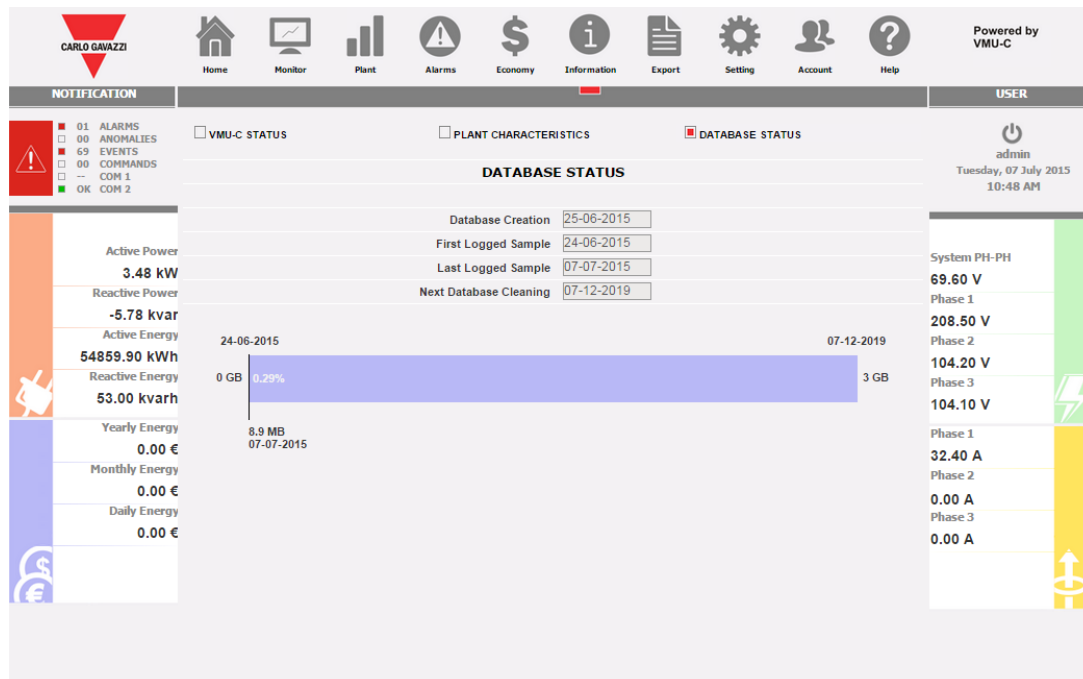 CARLO GAVAZZI
Home Monitor Plant Alarms Economy Information Export Setting Account Help
Powered by
VMU-C
NOTIFICATION
USER
01 ALARMS
00 ANOMALIES
69 EVENTS
00 COMMANDS
-- COM 1
OK COM 2
VMU-C STATUS PLANT CHARACTERISTICS DATABASE STATUS
admin
Tuesday, 07 July 2015
10:48 AM
DATABASE STATUS
Database Creation 25-06-2015
First Logged Sample 24-06-2015
Last Logged Sample 07-07-2015
Next Database Cleaning 07-12-2019
24-06-2015 07-12-2019
0 GB 0.29% 3 GB
8.9 MB
07-07-2015
Active Power
3.48 kW
Reactive Power
-5.78 kvar
Active Energy
54859.90 kWh
Reactive Energy
53.00 kvarh
Yearly Energy
0.00 €
Monthly Energy
0.00 €
Daily Energy
0.00 €
System PH-PH
69.60 V
Phase 1
208.50 V
Phase 2
104.20 V
Phase 3
104.10 V
Phase 1
32.40 A
Phase 2
0.00 A
Phase 3
0.00 A